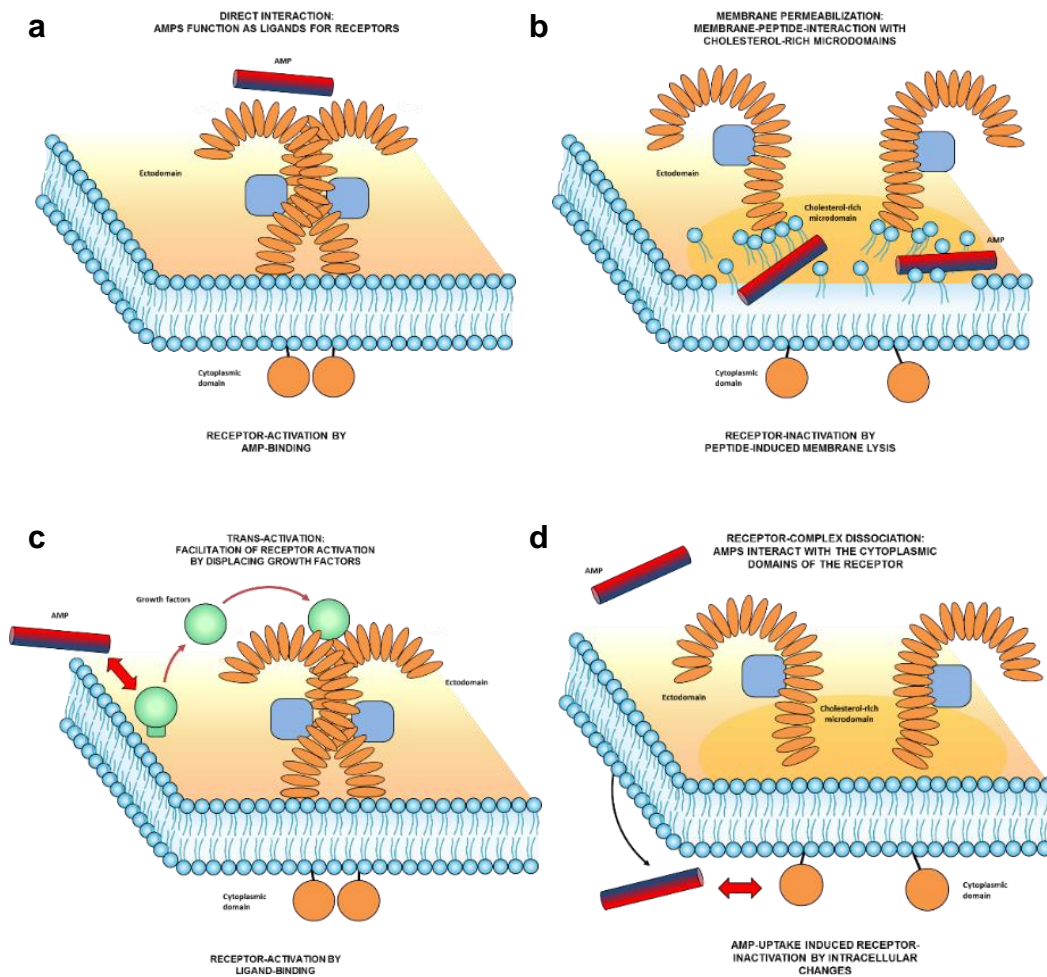 a
DIRECT INTERACTION:
AMPS FUNCTION AS LIGANDS FOR RECEPTORS
AMP
Ectodomain
Cytoplasmic
domain
RECEPTOR-ACTIVATION BY
AMP-BINDING
b
MEMBRANE PERMEABILIZATION:
MEMBRANE-PEPTIDE-INTERACTION WITH
CHOLESTEROL-RICH MICRODOMAINS
Ectodomain
Cholesterol-rich
microdomain
AMP
Cytoplasmic
domain
RECEPTOR-INACTIVATION BY
PEPTIDE-INDUCED MEMBRANE LYSIS
c
TRANS-ACTIVATION:
FACILITATION OF RECEPTOR ACTIVATION
BY DISPLACING GROWTH FACTORS
Growth factors
AMP
Ectodomain
Cytoplasmic
domain
RECEPTOR-ACTIVATION BY
LIGAND-BINDING
d
RECEPTOR-COMPLEX DISSOCIATION:
AMPS INTERACT WITH THE CYTOPLASMIC
DOMAINS OF THE RECEPTOR
AMP
Ectodomain
Cholesterol-rich
microdomain
Cytoplasmic
domain
AMP-UPTAKE INDUCED RECEPTOR-
INACTIVATION BY INTRACELLULAR
CHANGES